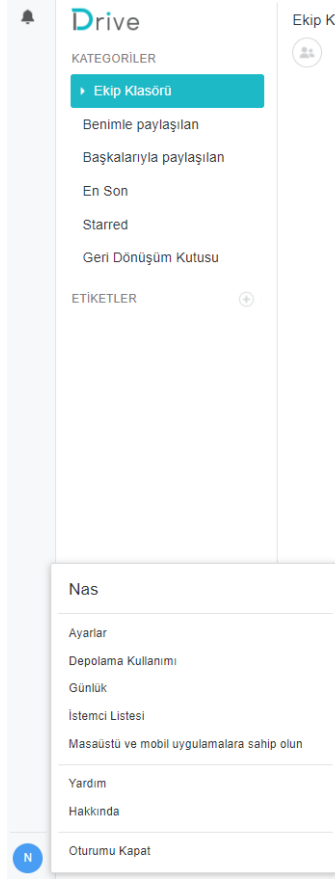 Drive
Ekip K
KATEGORİLER
Ekip Klasörü
Benimle paylaşılan
Başkalarıyla paylaşılan
En Son
Starred
Geri Dönüşüm Kutusu
ETİKETLER
Nas
Ayarlar
Depolama Kullanımı
Günlük
İstemci Listesi
Masaüstü ve mobil uygulamalara sahip olun
Yardım
Hakkında
Oturumu Kapat
N